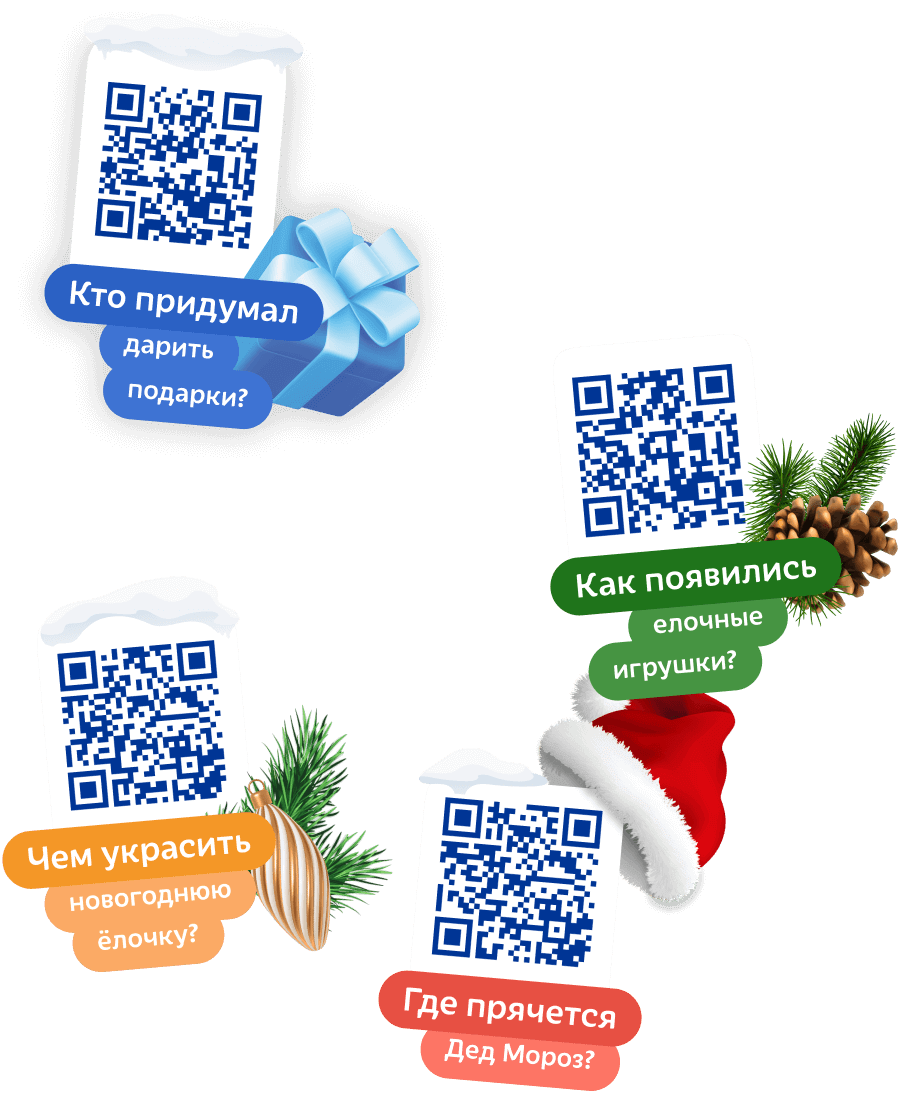 Кто придумал
дарить
подарки?
Как появились
елочные
игрушки?
Чем украсить
новогоднюю
ёлочку?
Где прячется
Дед Мороз?